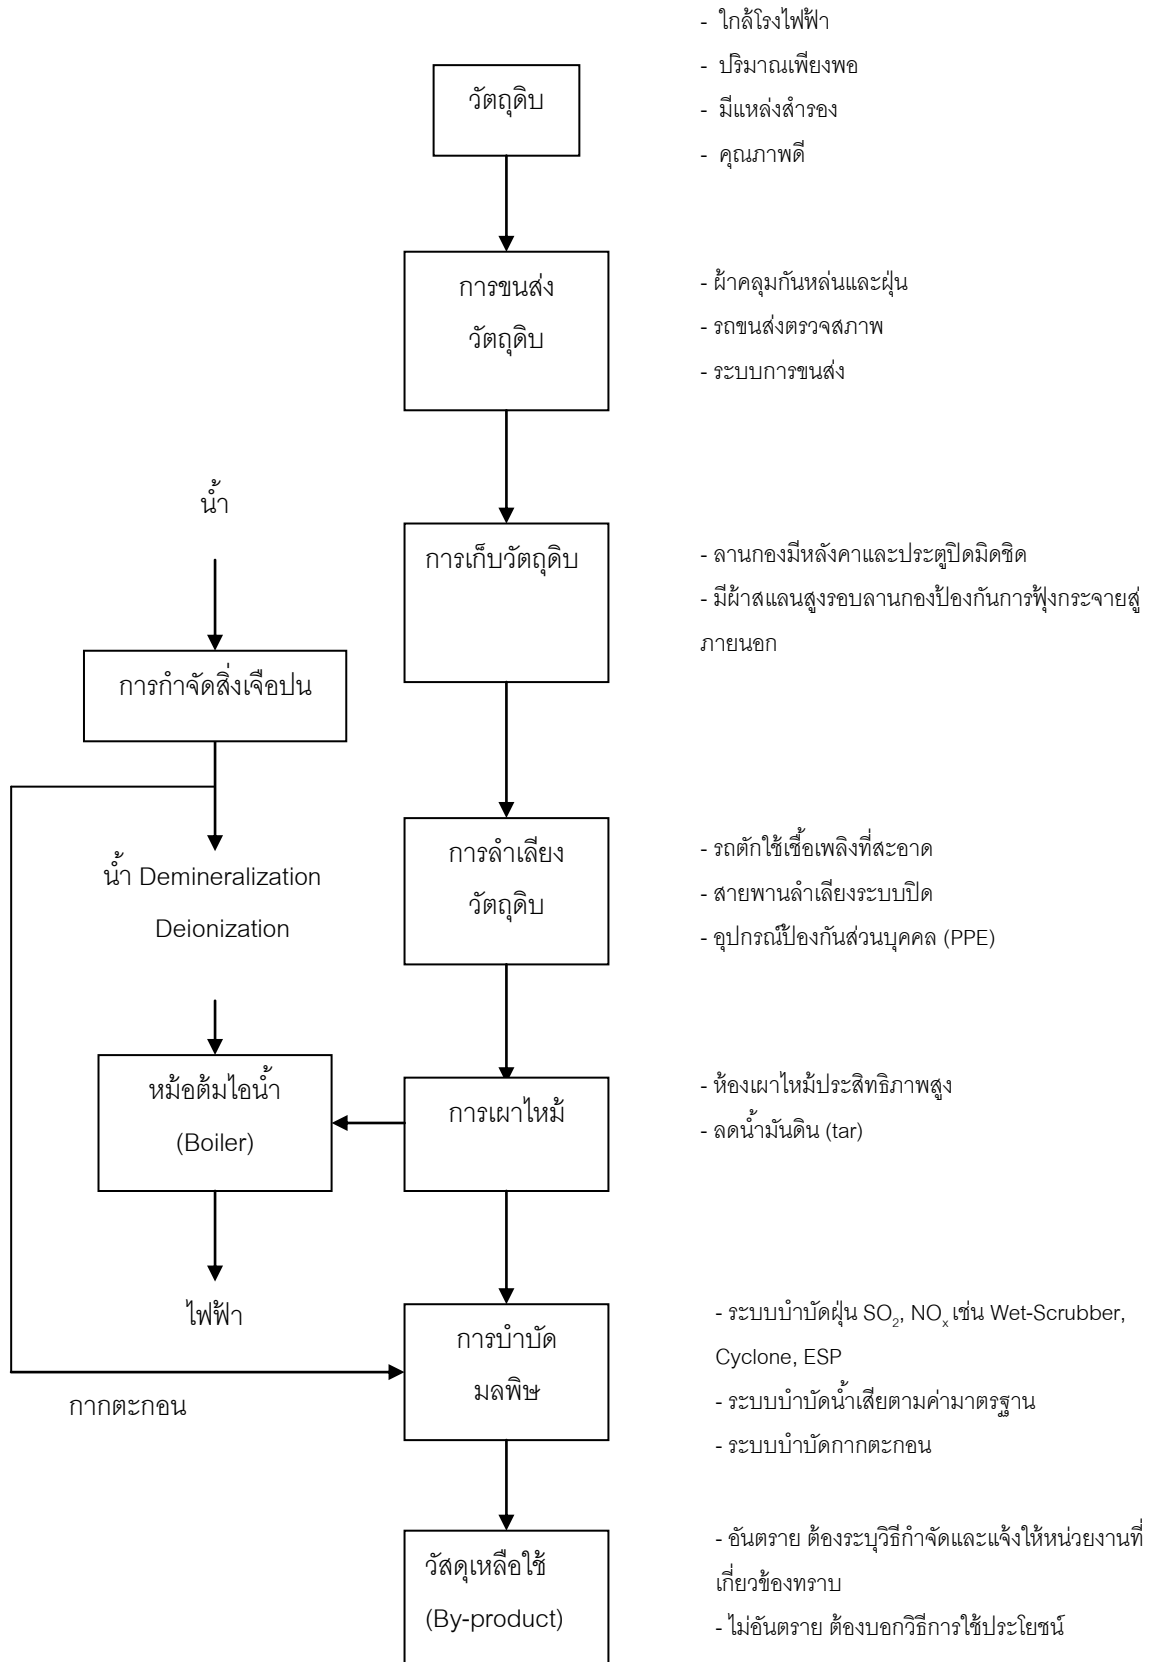 - ใกล้โรงไฟฟ้า
- ปริมาณเพียงพอ
วัตถุดิบ
- มีแหล่งสำรอง
- คุณภาพดี
การขนส่ง
วัตถุดิบ
- ผ้าคลุมกันหล่นและฝุ่น
- รถขนส่งตรวจสภาพ
- ระบบการขนส่ง
น้ำ
การเก็บวัตถุดิบ
- ลานกองมีหลังคาและประตูปิดมิดชิด
- มีผ้าสแลนสูงรอบลานกองป้องกันการฟุ้งกระจายสู่
ภายนอก
การกำจัดสิ่งเจือปน
น้ำ Demineralization
Deionization
การลำเลียง
วัตถุดิบ
- รถตักใช้เชื้อเพลิงที่สะอาด
- สายพานลำเลียงระบบปิด
- อุปกรณ์ป้องกันส่วนบุคคล (PPE)
หม้อต้มไอน้ำ
(Boiler)
การเผาไหม้
- ห้องเผาไหม้ประสิทธิภาพสูง
- ลดน้ำมันดิน (tar)
ไฟฟ้า
กากตะกอน
การบำบัด
มลพิษ
- ระบบบำบัดฝุ่น SO₂, NOₓ เช่น Wet-Scrubber,
Cyclone, ESP
- ระบบบำบัดน้ำเสียตามค่ามาตรฐาน
- ระบบบำบัดกากตะกอน
วัสดุเหลือใช้
(By-product)
- อันตราย ต้องระบุวิธีกำจัดและแจ้งให้หน่วยงานที่
เกี่ยวข้องทราบ
- ไม่อันตราย ต้องบอกวิธีการใช้ประโยชน์